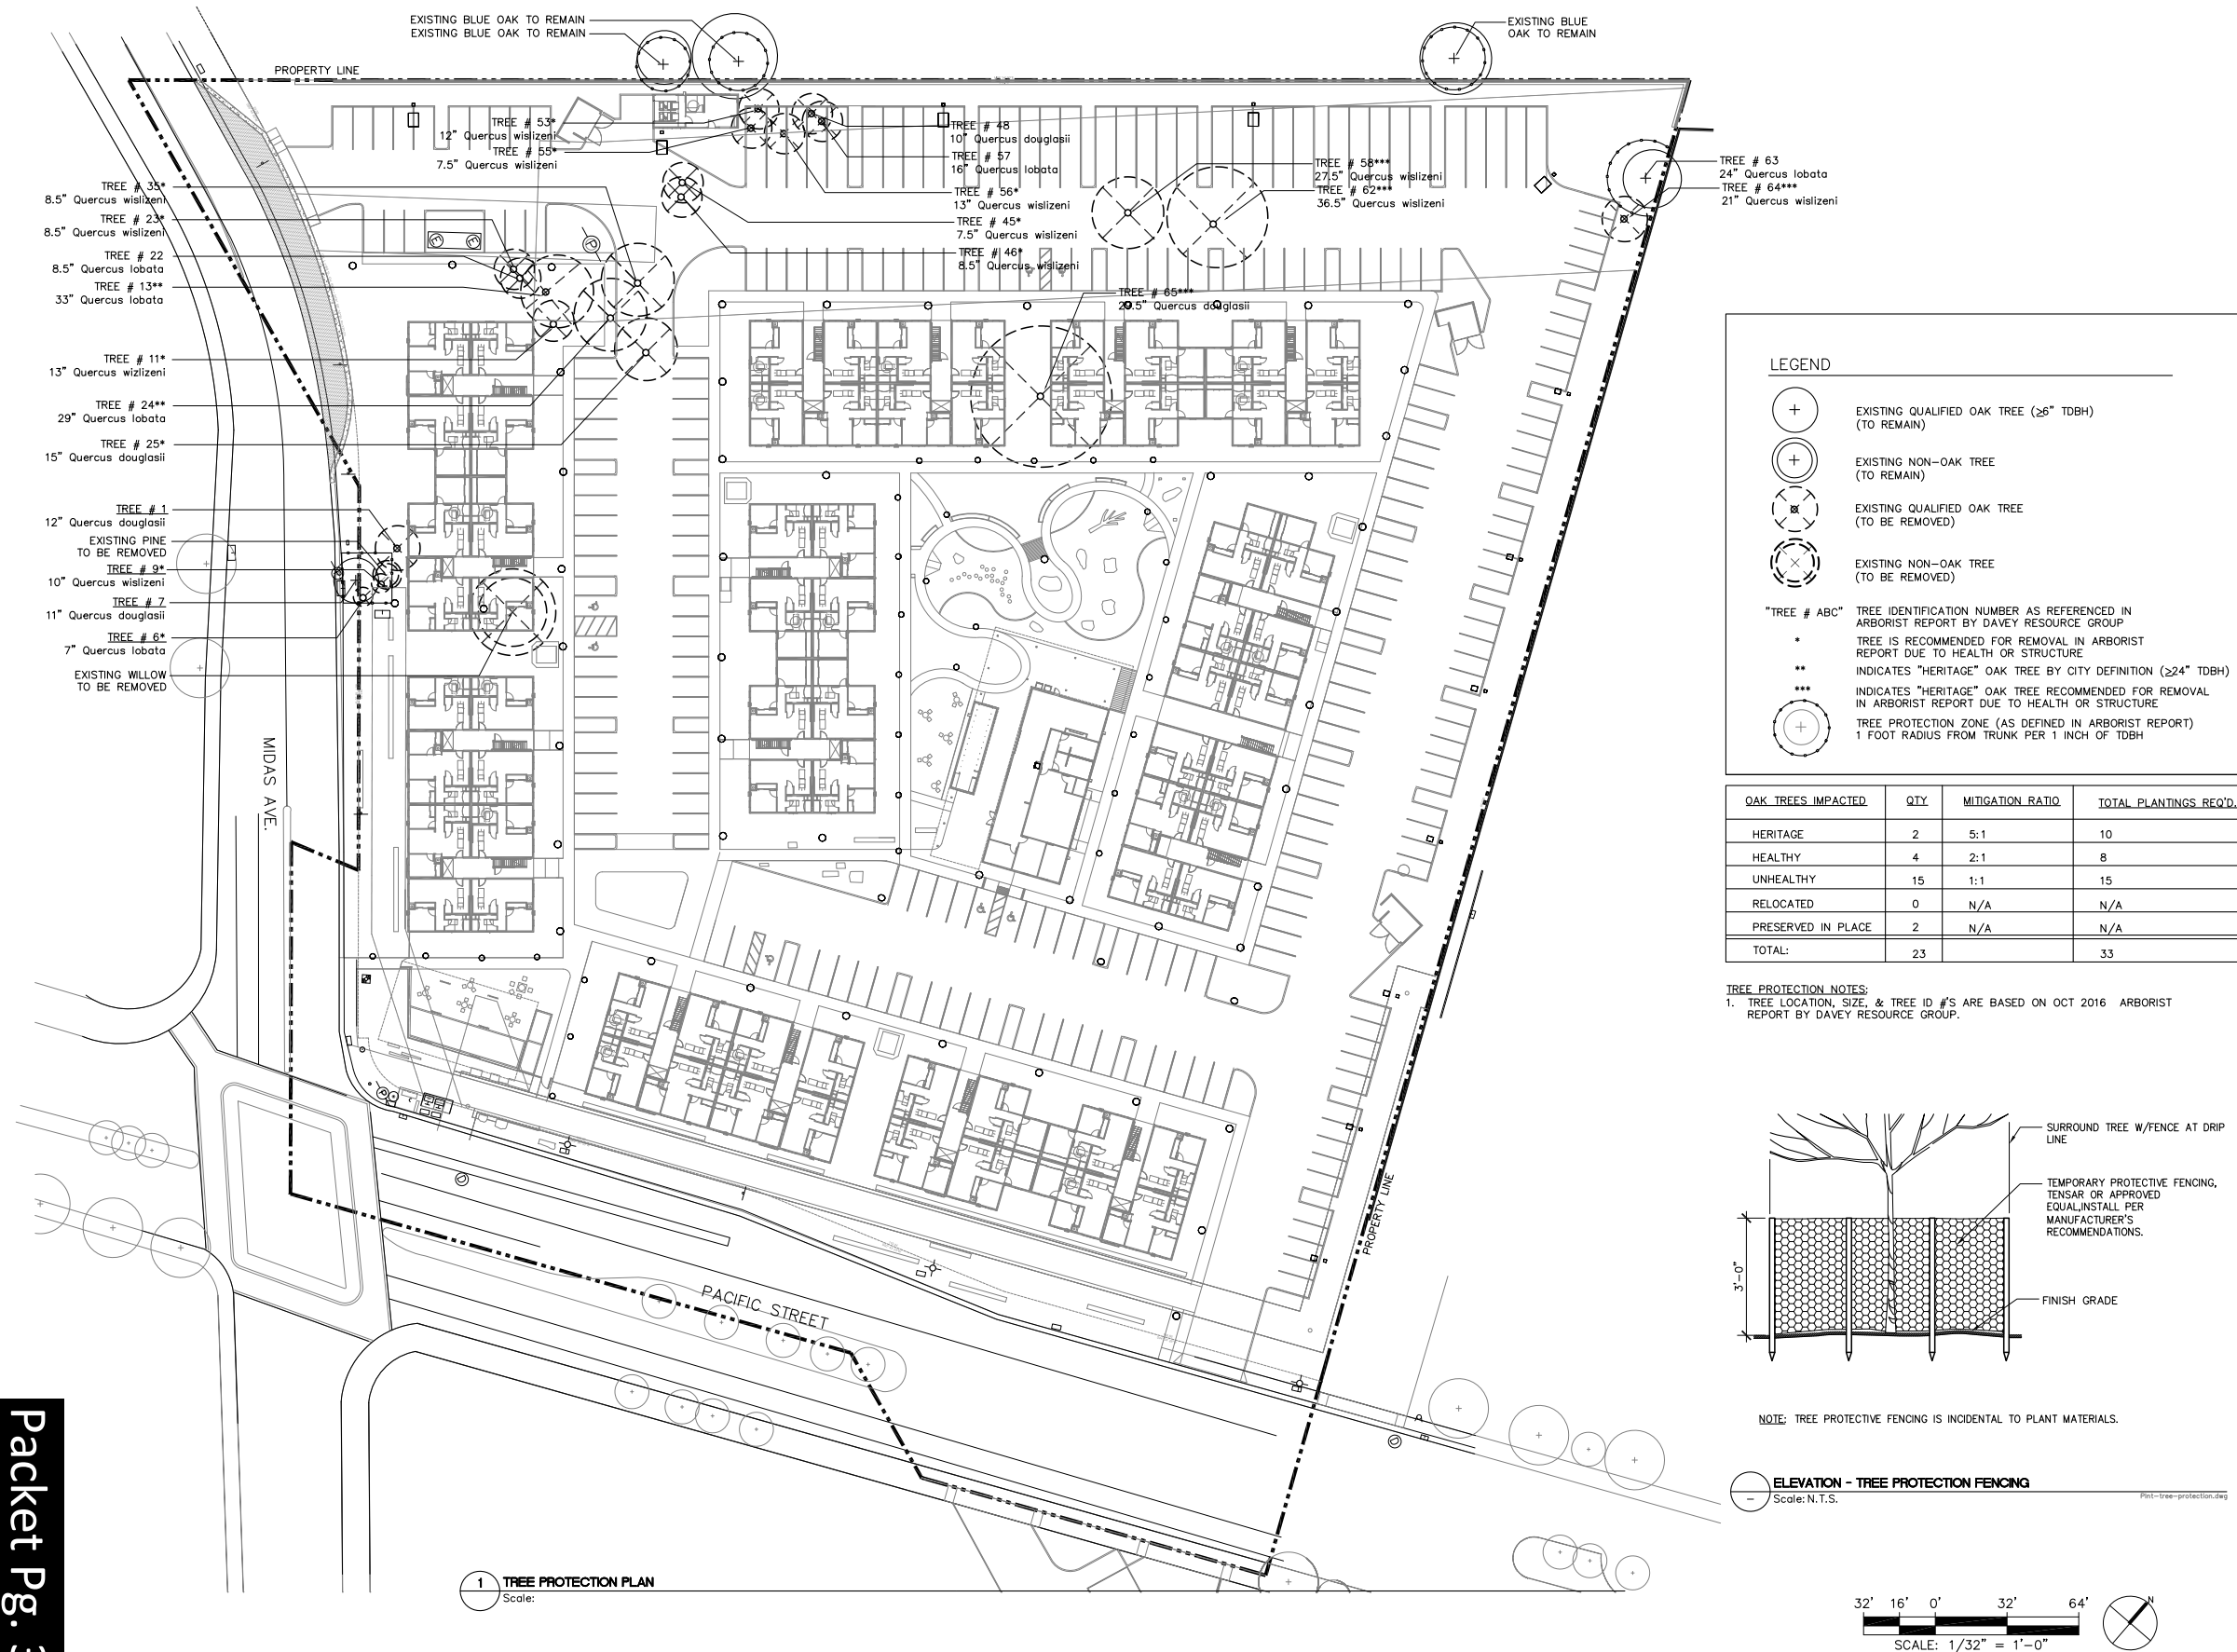 EXISTING BLUE OAK TO REMAIN
EXISTING BLUE OAK TO REMAIN
EXISTING BLUE
OAK TO REMAIN
PROPERTY LINE
TREE # 53*
12" Quercus wislizeni
TREE # 55*
7.5" Quercus wislizeni
TREE # 48
10" Quercus douglasii
TREE # 57
16" Quercus lobata
TREE # 56*
13" Quercus wislizeni
TREE # 45*
7.5" Quercus wislizeni
TREE # 46*
8.5" Quercus wislizeni
TREE # 58***
27.5" Quercus wislizeni
TREE # 62***
36.5" Quercus wislizeni
TREE # 63
24" Quercus lobata
TREE # 64***
21" Quercus wislizeni
TREE # 65***
29.5" Quercus douglasii
TREE # 35*
8.5" Quercus wislizeni
TREE # 23*
8.5" Quercus wislizeni
TREE # 22
8.5" Quercus lobata
TREE # 13**
33" Quercus lobata
TREE # 11*
13" Quercus wizlizeni
TREE # 24**
29" Quercus lobata
TREE # 25*
15" Quercus douglasii
TREE # 1
12" Quercus douglasii
EXISTING PINE
TO BE REMOVED
TREE # 9*
10" Quercus wislizeni
TREE # 7
11" Quercus douglasii
TREE # 6*
7" Quercus lobata
EXISTING WILLOW
TO BE REMOVED
MIDAS AVE.
PACIFIC STREET
PROPERTY LINE
LEGEND
EXISTING QUALIFIED OAK TREE (≥6" TDBH)
(TO REMAIN)
EXISTING NON-OAK TREE
(TO REMAIN)
EXISTING QUALIFIED OAK TREE
(TO BE REMOVED)
EXISTING NON-OAK TREE
(TO BE REMOVED)
"TREE # ABC" TREE IDENTIFICATION NUMBER AS REFERENCED IN
ARBORIST REPORT BY DAVEY RESOURCE GROUP
* TREE IS RECOMMENDED FOR REMOVAL IN ARBORIST
REPORT DUE TO HEALTH OR STRUCTURE
** INDICATES "HERITAGE" OAK TREE BY CITY DEFINITION (≥24" TDBH)
*** INDICATES "HERITAGE" OAK TREE RECOMMENDED FOR REMOVAL
IN ARBORIST REPORT DUE TO HEALTH OR STRUCTURE
TREE PROTECTION ZONE (AS DEFINED IN ARBORIST REPORT)
1 FOOT RADIUS FROM TRUNK PER 1 INCH OF TDBH
OAK TREES IMPACTED QTY MITIGATION RATIO TOTAL PLANTINGS REQ'D.
HERITAGE 2 5:1 10
HEALTHY 4 2:1 8
UNHEALTHY 15 1:1 15
RELOCATED 0 N/A N/A
PRESERVED IN PLACE 2 N/A N/A
TOTAL: 23 33
TREE PROTECTION NOTES:
1. TREE LOCATION, SIZE, & TREE ID #'S ARE BASED ON OCT 2016 ARBORIST
REPORT BY DAVEY RESOURCE GROUP.
SURROUND TREE W/FENCE AT DRIP
LINE
TEMPORARY PROTECTIVE FENCING,
TENSAR OR APPROVED
EQUAL,INSTALL PER
MANUFACTURER'S
RECOMMENDATIONS.
3'-0"
FINISH GRADE
NOTE: TREE PROTECTIVE FENCING IS INCIDENTAL TO PLANT MATERIALS.
ELEVATION - TREE PROTECTION FENCING
- Scale: N.T.S.
Plnt-tree-protection.dwg
1 TREE PROTECTION PLAN
Scale:
32' 16' 0' 32' 64'
N
SCALE: 1/32" = 1'-0"
Packet Pg.